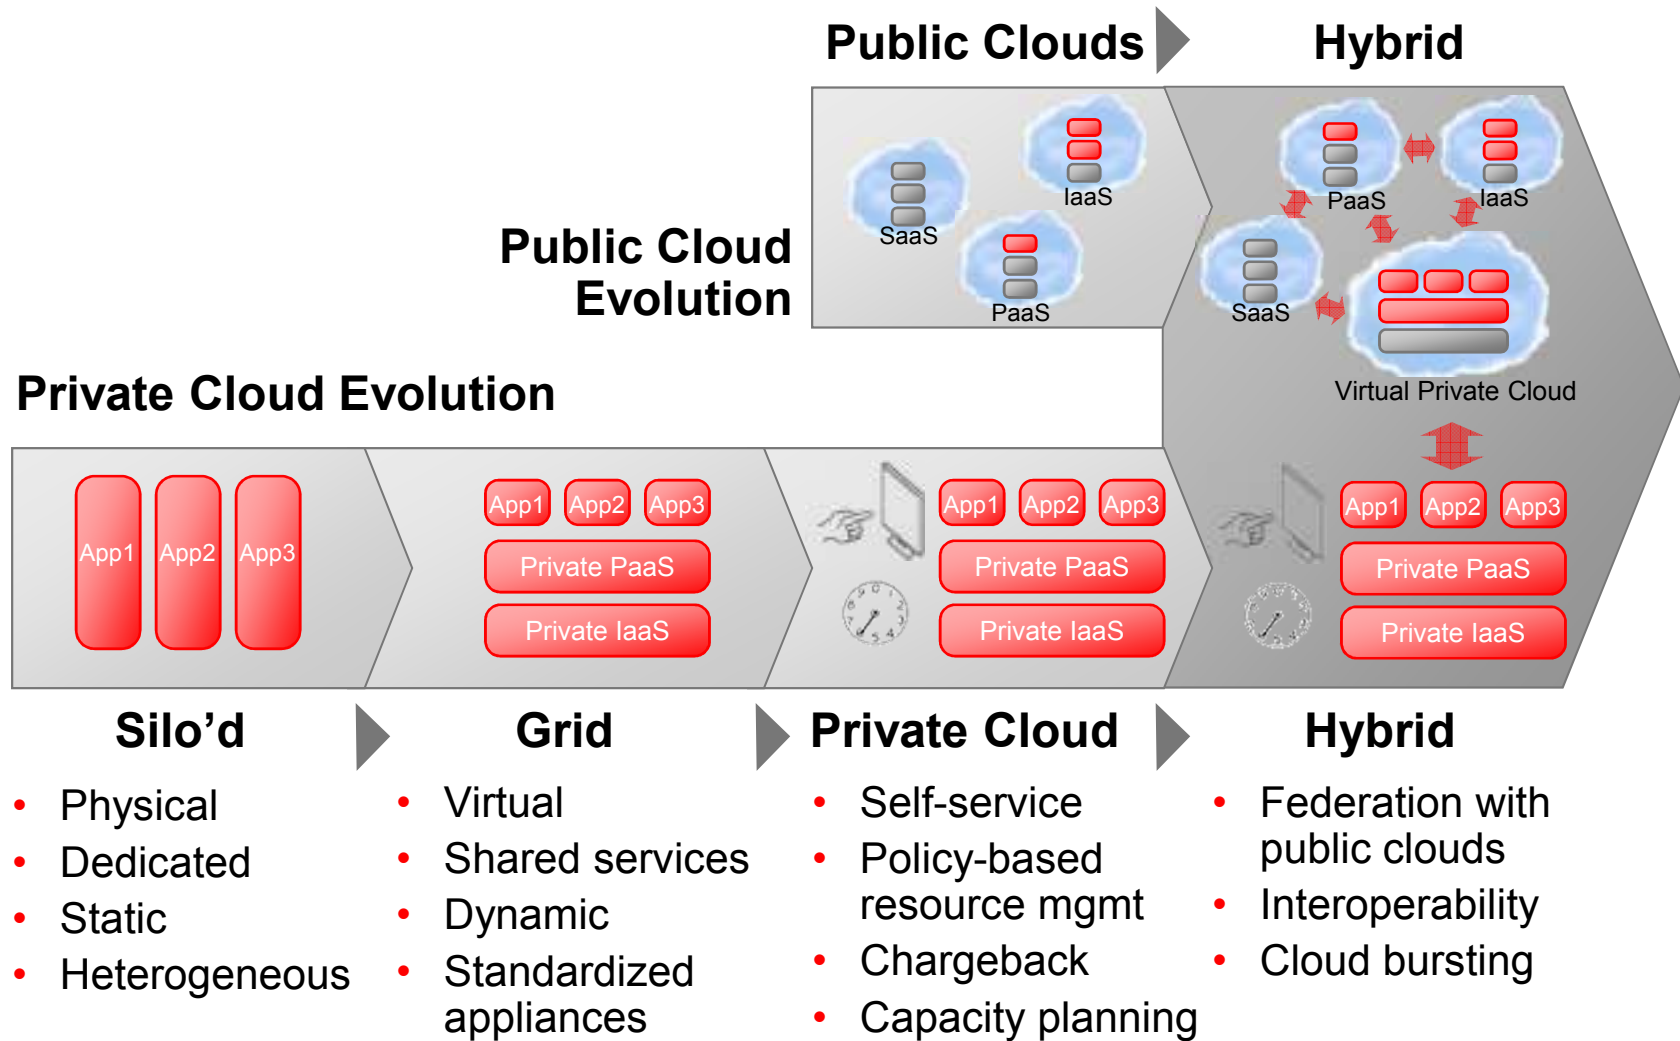 Public Clouds
Hybrid
IaaS
SaaS
PaaS
PaaS
IaaS
SaaS
Virtual Private Cloud
Public Cloud
Evolution
Private Cloud Evolution
App1
App2
App3
App1
App2
App3
Private PaaS
Private IaaS
App1
App2
App3
Private PaaS
Private IaaS
App1
App2
App3
Private PaaS
Private IaaS
Silo’d
• Physical
• Dedicated
• Static
• Heterogeneous
Grid
• Virtual
• Shared services
• Dynamic
• Standardized
appliances
Private Cloud
• Self-service
• Policy-based
resource mgmt
• Chargeback
• Capacity planning
Hybrid
• Federation with
public clouds
• Interoperability
• Cloud bursting